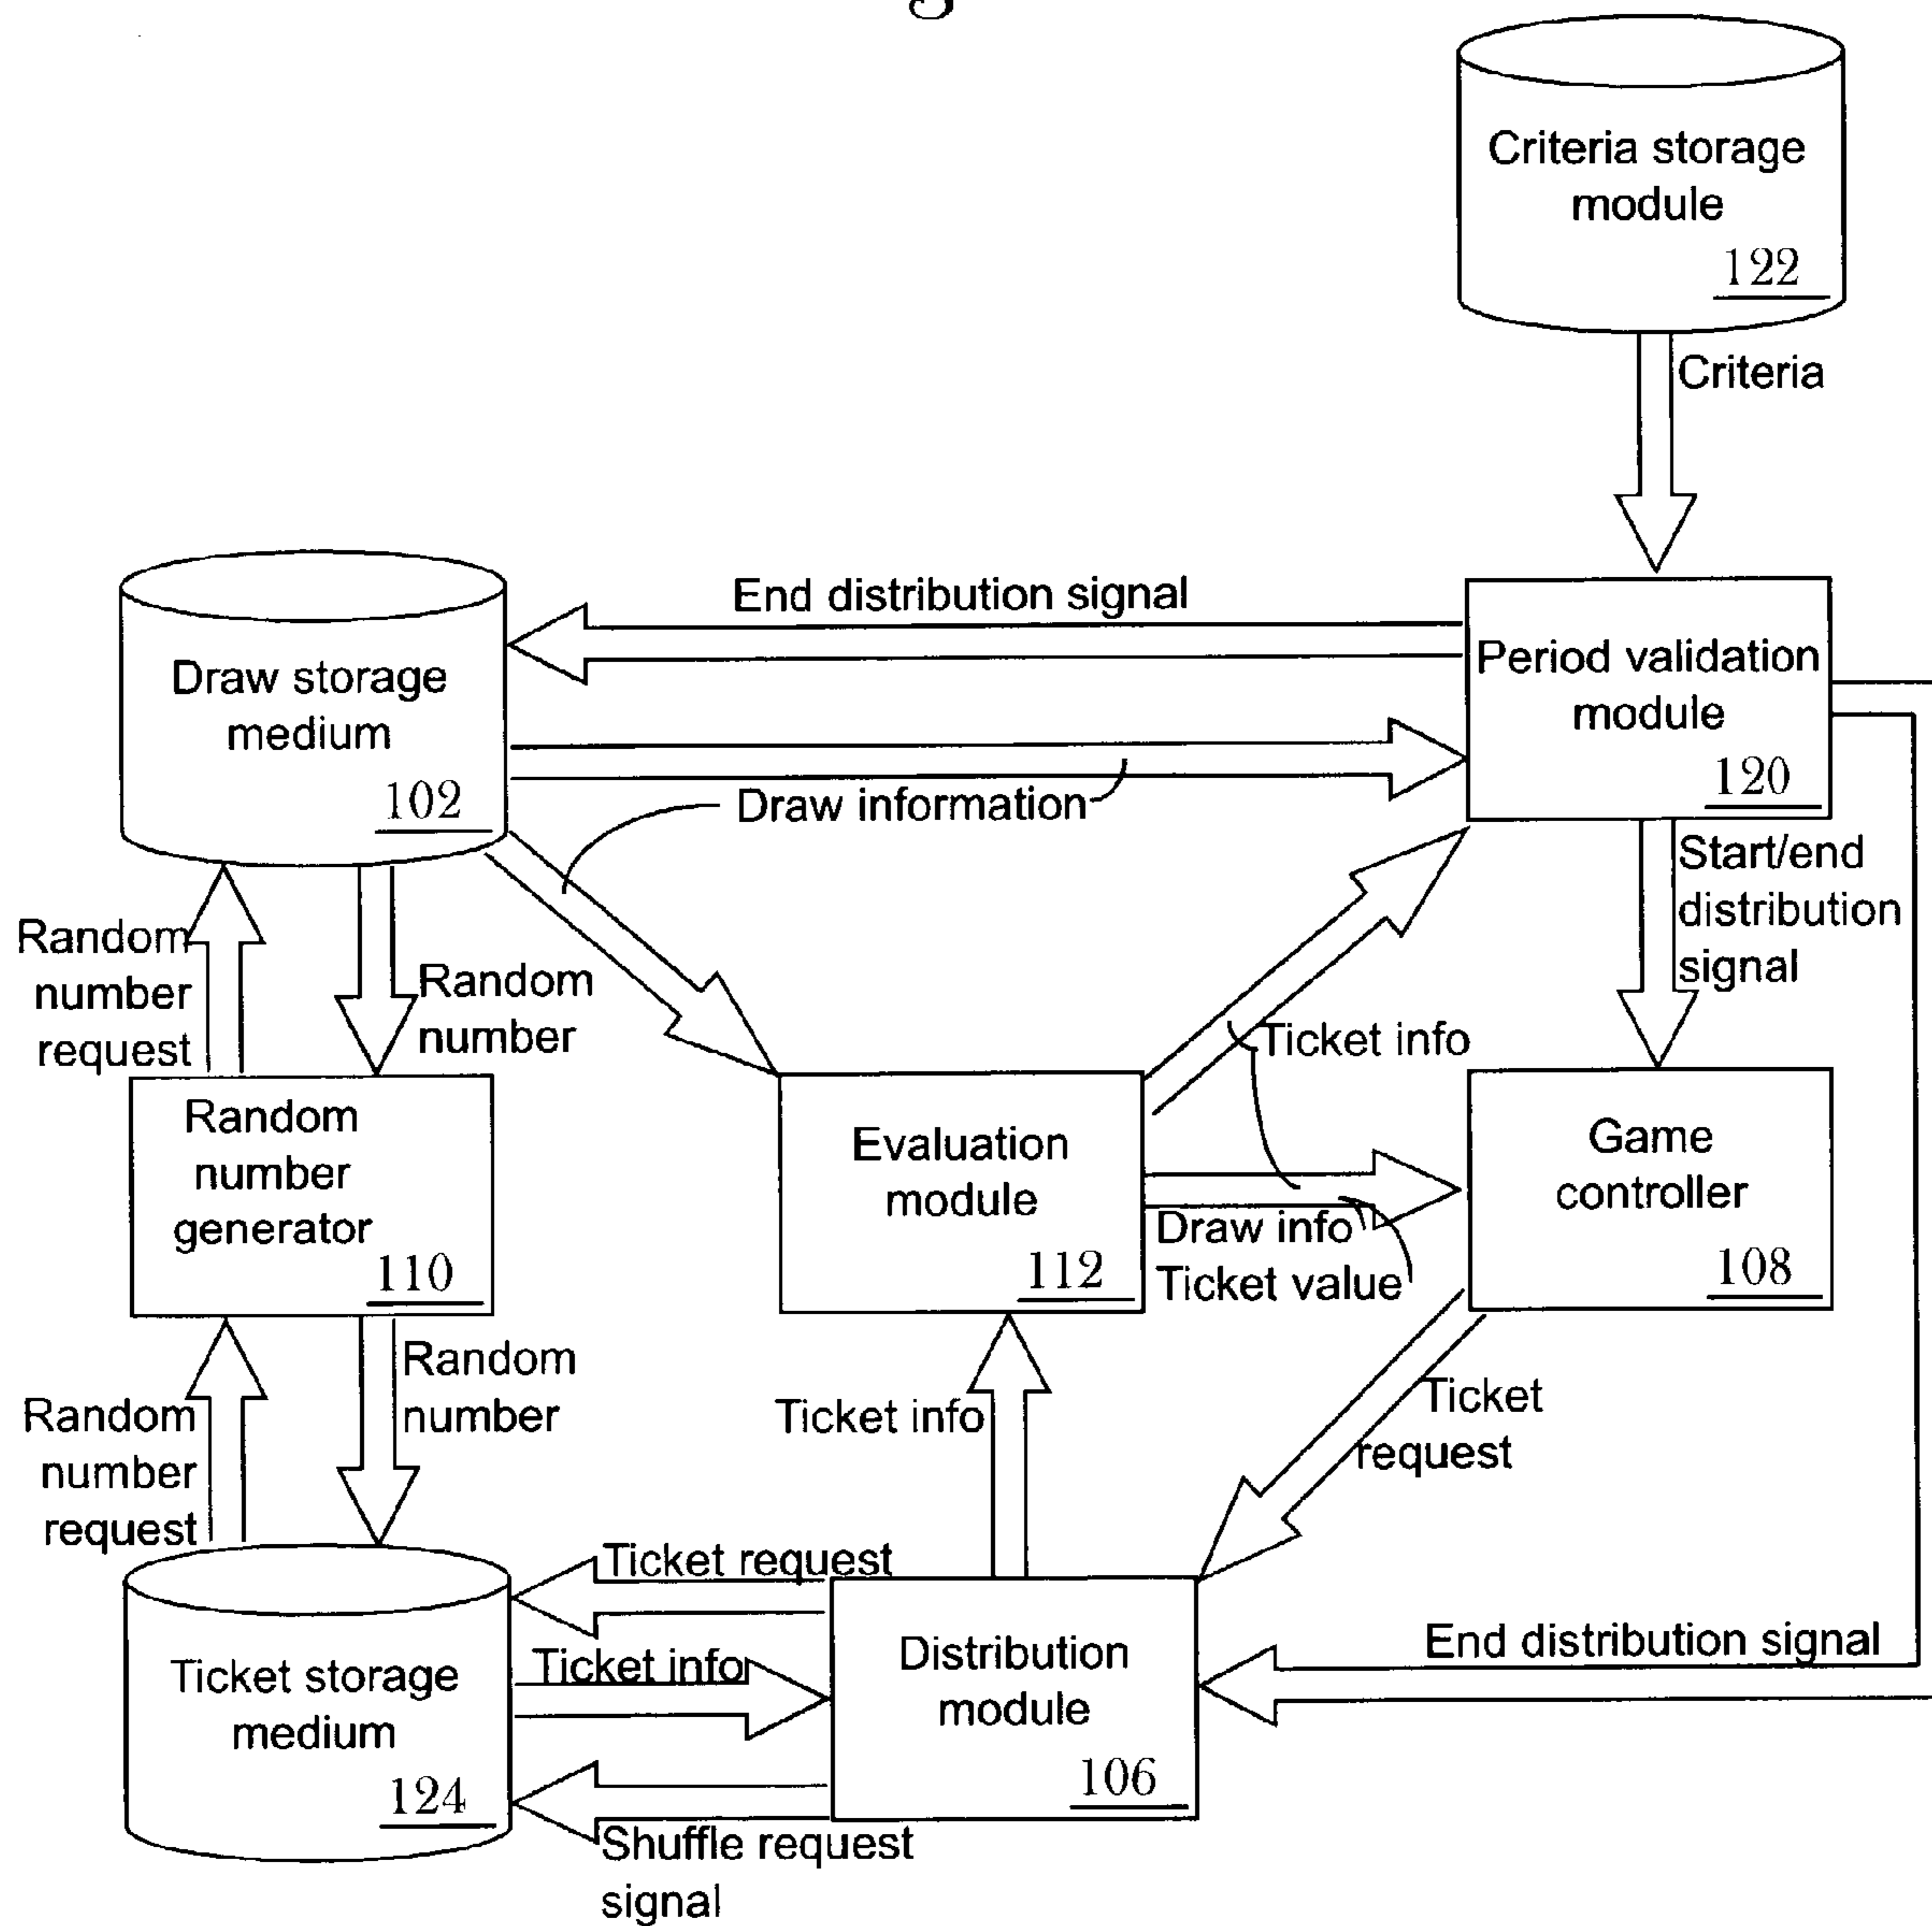 Criteria storage
module
122
Criteria
End distribution signal
Draw storage
medium
102
Period validation
module
120
Draw information
Start/end
distribution
signal
Random
number
request
Random
number
Ticket info
Random
number
generator
110
Evaluation
module
112
Draw info
Ticket value
Game
controller
108
Random
number
request
Random
number
Ticket info
Ticket
request
Ticket request
Ticket info
Shuffle request
signal
Ticket storage
medium
124
Distribution
module
106
End distribution signal